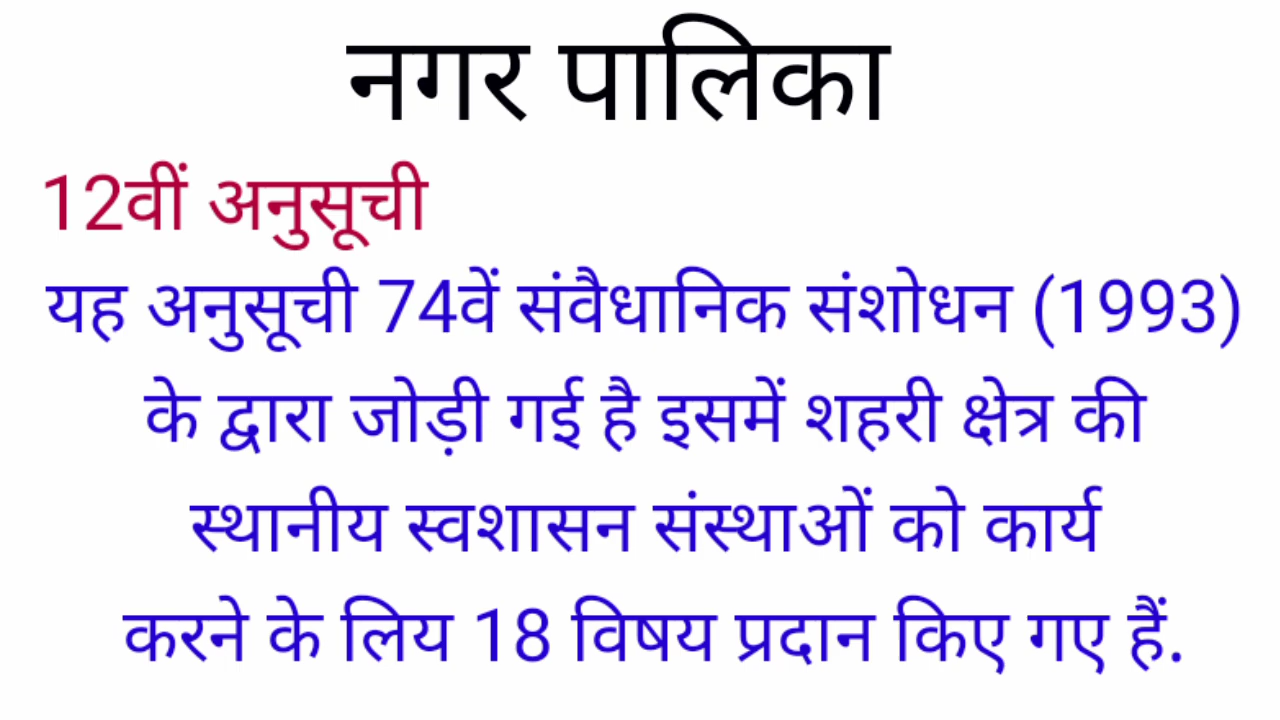 नगर पालिका
12वीं अनुसूची
यह अनुसूची 74वें संवैधानिक संशोधन (1993)
के द्वारा जोड़ी गई है इसमें शहरी क्षेत्र की
स्थानीय स्वशासन संस्थाओं को कार्य
करने के लिय 18 विषय प्रदान किए गए हैं.